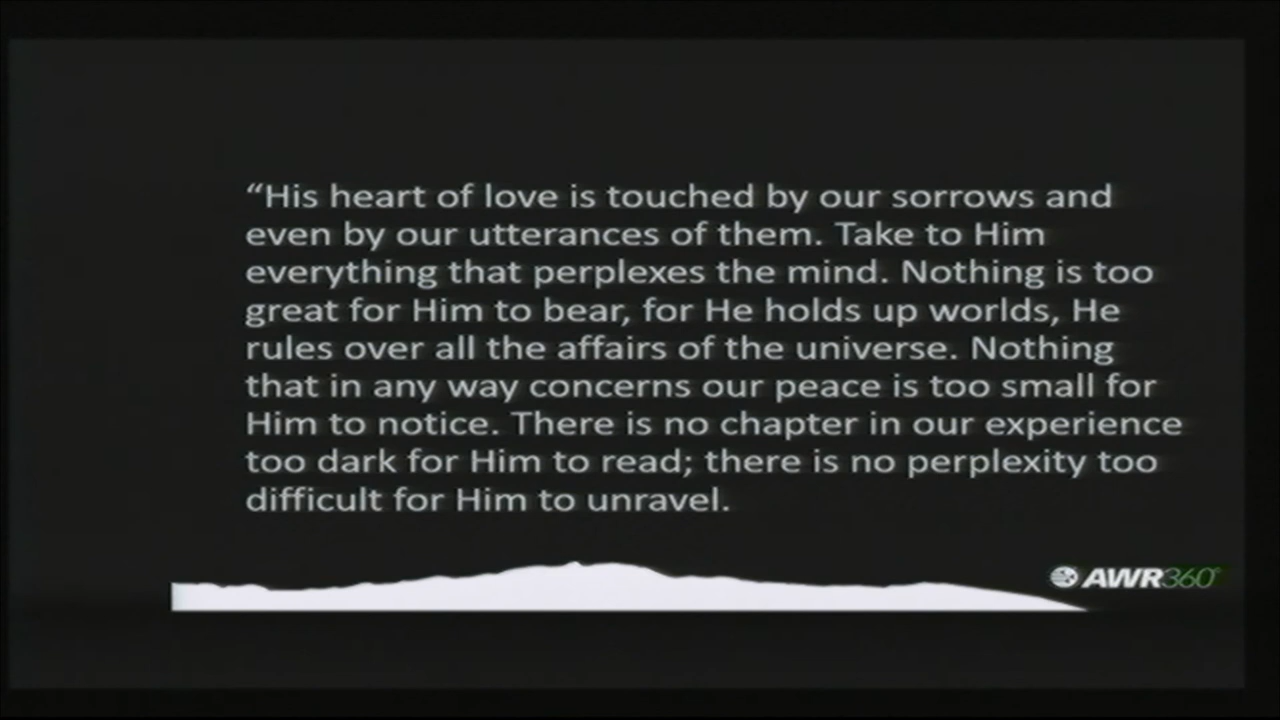 “His heart of love is touched by our sorrows and
even by our utterances of them. Take to Him
everything that perplexes the mind. Nothing is too
great for Him to bear, for He holds up worlds, He
rules over all the affairs of the universe. Nothing
that in any way concerns our peace is too small for
Him to notice. There is no chapter in our experience
too dark for Him to read; there is no perplexity too
difficult for Him to unravel.
AWR360°